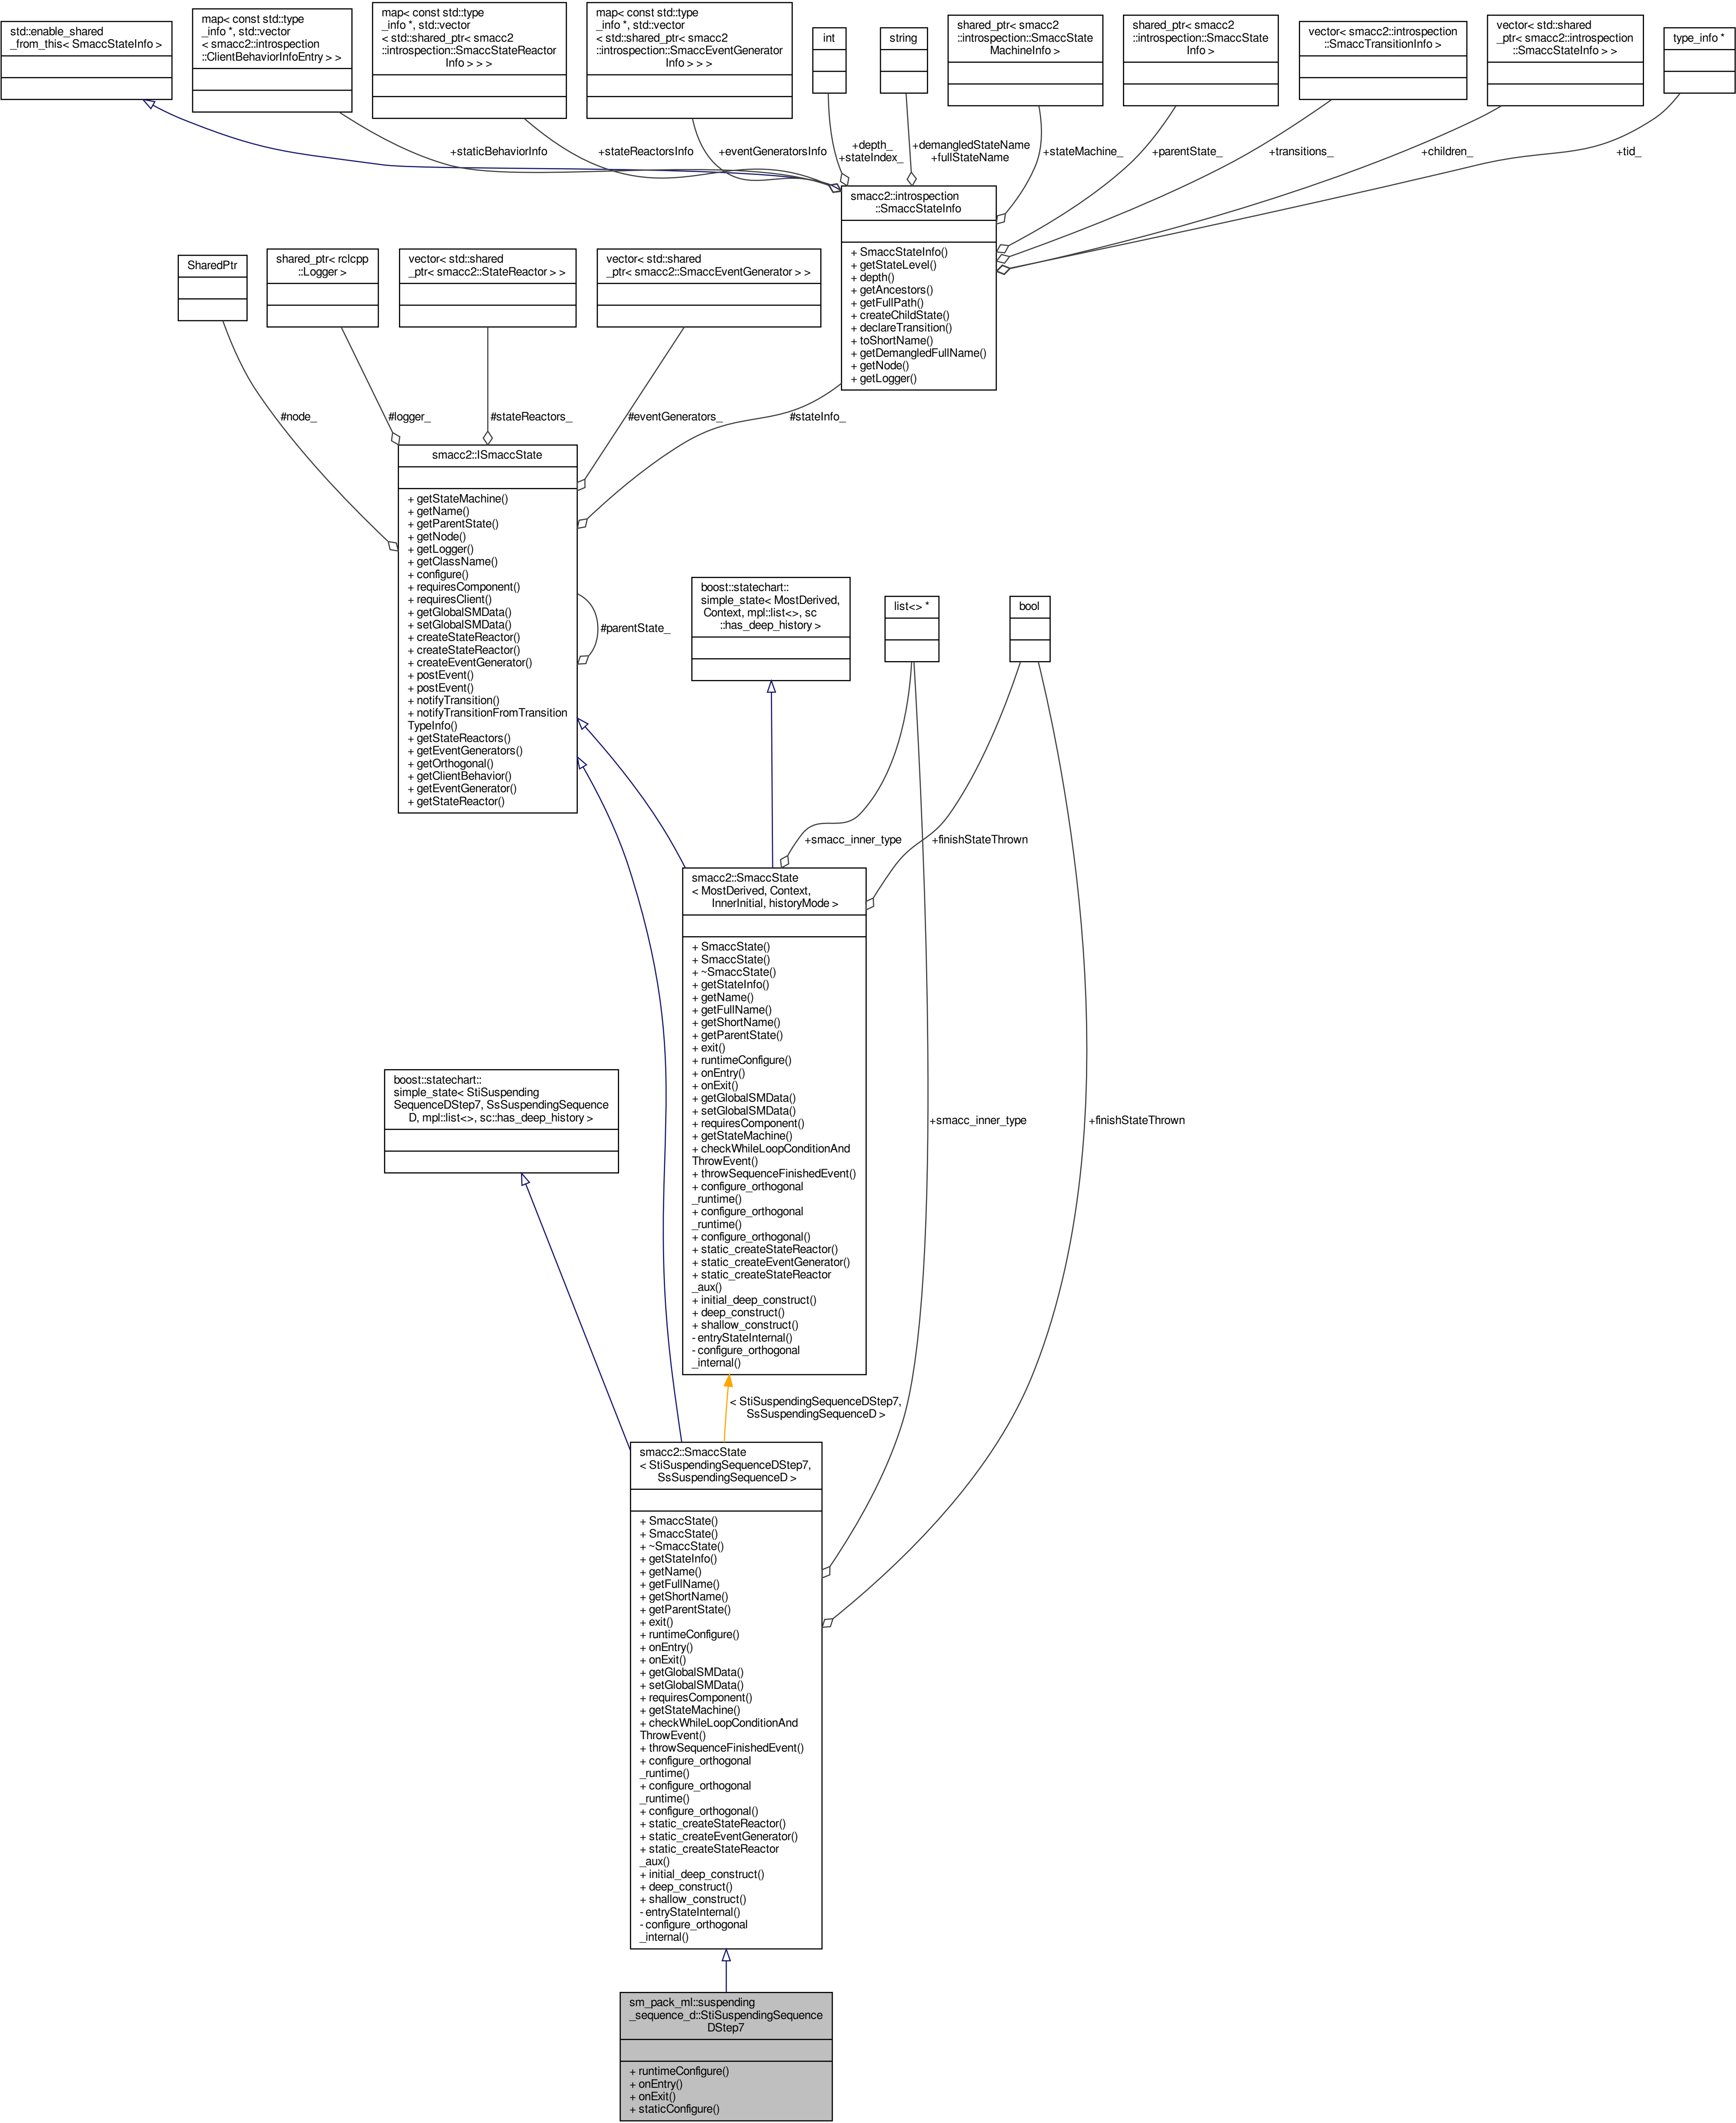 std::enable_shared
_from_this< SmaccStateInfo >
map< const std::type
_info *, std::vector
< smacc2::introspection
::ClientBehaviorInfoEntry > >
map< const std::type
_info *, std::vector
< std::shared_ptr< smacc2
::introspection::SmaccStateReactor
Info > > >
map< const std::type
_info *, std::vector
< std::shared_ptr< smacc2
::introspection::SmaccEventGenerator
Info > > >
int
string
shared_ptr< smacc2
::introspection::SmaccState
MachineInfo >
shared_ptr< smacc2
::introspection::SmaccState
Info >
vector< smacc2::introspection
::SmaccTransitionInfo >
vector< std::shared
_ptr< smacc2::introspection
::SmaccStateInfo > >
type_info *
+staticBehaviorInfo
+stateReactorsInfo
+eventGeneratorsInfo
+depth_
+stateIndex_
+demangledStateName
+fullStateName
+stateMachine_
+parentState_
+transitions_
+children_
+tid_
smacc2::introspection
::SmaccStateInfo
+ SmaccStateInfo()
+ getStateLevel()
+ depth()
+ getAncestors()
+ getFullPath()
+ createChildState()
+ declareTransition()
+ toShortName()
+ getDemangledFullName()
+ getNode()
+ getLogger()
SharedPtr
shared_ptr< rclcpp
::Logger >
vector< std::shared
_ptr< smacc2::StateReactor > >
vector< std::shared
_ptr< smacc2::SmaccEventGenerator > >
#node_
#logger_
#stateReactors_
#eventGenerators_
#stateInfo_
smacc2::ISmaccState
+ getStateMachine()
+ getName()
+ getParentState()
+ getNode()
+ getLogger()
+ getClassName()
+ configure()
+ requiresComponent()
+ requiresClient()
+ getGlobalSMData()
+ setGlobalSMData()
+ createStateReactor()
+ createStateReactor()
+ createEventGenerator()
+ postEvent()
+ postEvent()
+ notifyTransition()
+ notifyTransitionFromTransition
TypeInfo()
+ getStateReactors()
+ getEventGenerators()
+ getOrthogonal()
+ getClientBehavior()
+ getEventGenerator()
+ getStateReactor()
#parentState_
boost::statechart::
simple_state< MostDerived,
Context, mpl::list<>, sc
::has_deep_history >
list<> *
bool
+smacc_inner_type
+finishStateThrown
smacc2::SmaccState
< MostDerived, Context,
InnerInitial, historyMode >
+ SmaccState()
+ SmaccState()
+ ~SmaccState()
+ getStateInfo()
+ getName()
+ getFullName()
+ getShortName()
+ getParentState()
+ exit()
+ runtimeConfigure()
+ onEntry()
+ onExit()
+ getGlobalSMData()
+ setGlobalSMData()
+ requiresComponent()
+ getStateMachine()
+ checkWhileLoopConditionAnd
ThrowEvent()
+ throwSequenceFinishedEvent()
+ configure_orthogonal
_runtime()
+ configure_orthogonal
_runtime()
+ configure_orthogonal()
+ static_createStateReactor()
+ static_createEventGenerator()
+ static_createStateReactor
_aux()
+ initial_deep_construct()
+ deep_construct()
+ shallow_construct()
- entryStateInternal()
- configure_orthogonal
_internal()
boost::statechart::
simple_state< StiSuspending
SequenceDStep7, SsSuspendingSequence
D, mpl::list<>, sc::has_deep_history >
+smacc_inner_type
+finishStateThrown
< StiSuspendingSequenceDStep7,
SsSuspendingSequenceD >
smacc2::SmaccState
< StiSuspendingSequenceDStep7,
SsSuspendingSequenceD >
+ SmaccState()
+ SmaccState()
+ ~SmaccState()
+ getStateInfo()
+ getName()
+ getFullName()
+ getShortName()
+ getParentState()
+ exit()
+ runtimeConfigure()
+ onEntry()
+ onExit()
+ getGlobalSMData()
+ setGlobalSMData()
+ requiresComponent()
+ getStateMachine()
+ checkWhileLoopConditionAnd
ThrowEvent()
+ throwSequenceFinishedEvent()
+ configure_orthogonal
_runtime()
+ configure_orthogonal
_runtime()
+ configure_orthogonal()
+ static_createStateReactor()
+ static_createEventGenerator()
+ static_createStateReactor
_aux()
+ initial_deep_construct()
+ deep_construct()
+ shallow_construct()
- entryStateInternal()
- configure_orthogonal
_internal()
sm_pack_ml::suspending
_sequence_d::StiSuspendingSequence
DStep7
+ runtimeConfigure()
+ onEntry()
+ onExit()
+ staticConfigure()